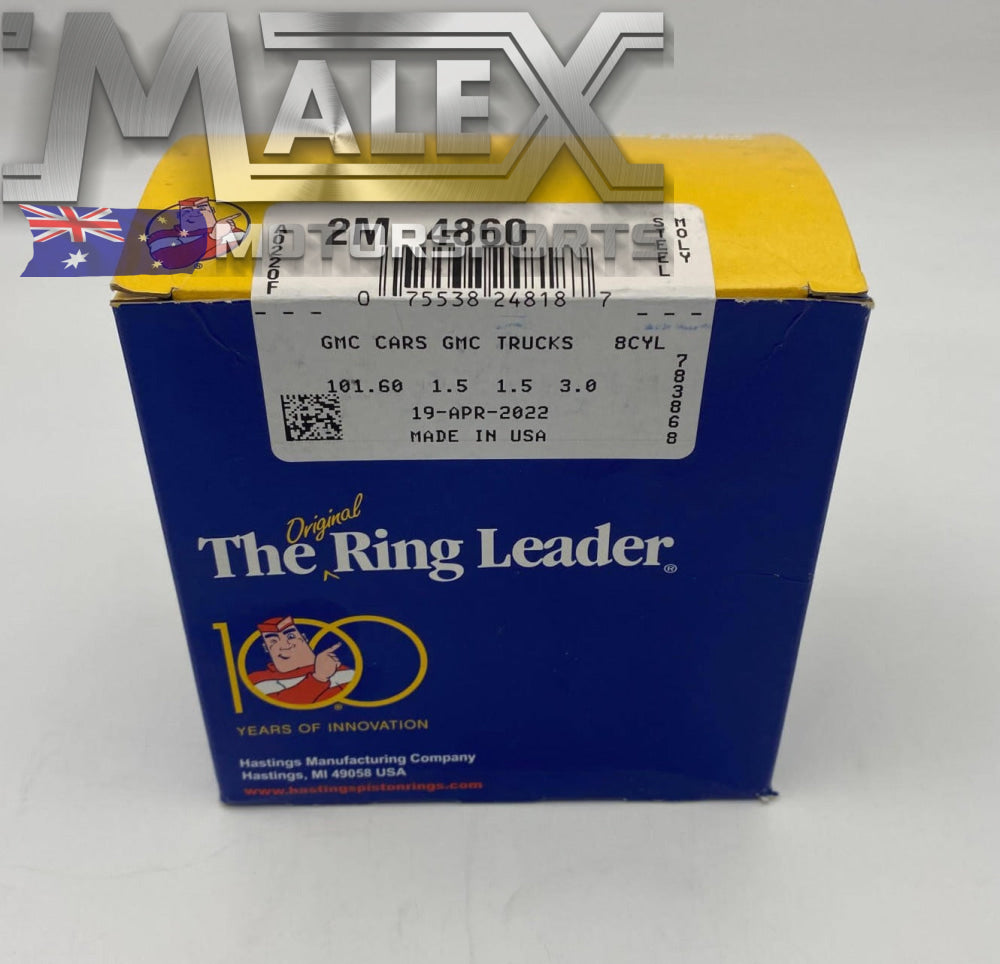 MALEX
MOTORSPORTS
2M 4860
MOLY
STEEL
0 75538 24818 7
GMC CARS GMC TRUCKS 8CYL
101.60 1.5 1.5 3.0
19-APR-2022
MADE IN USA
783868
Original
The Ring Leader®
100
YEARS OF INNOVATION
Hastings Manufacturing Company
Hastings, MI 49058 USA
www.hastingspistonrings.com